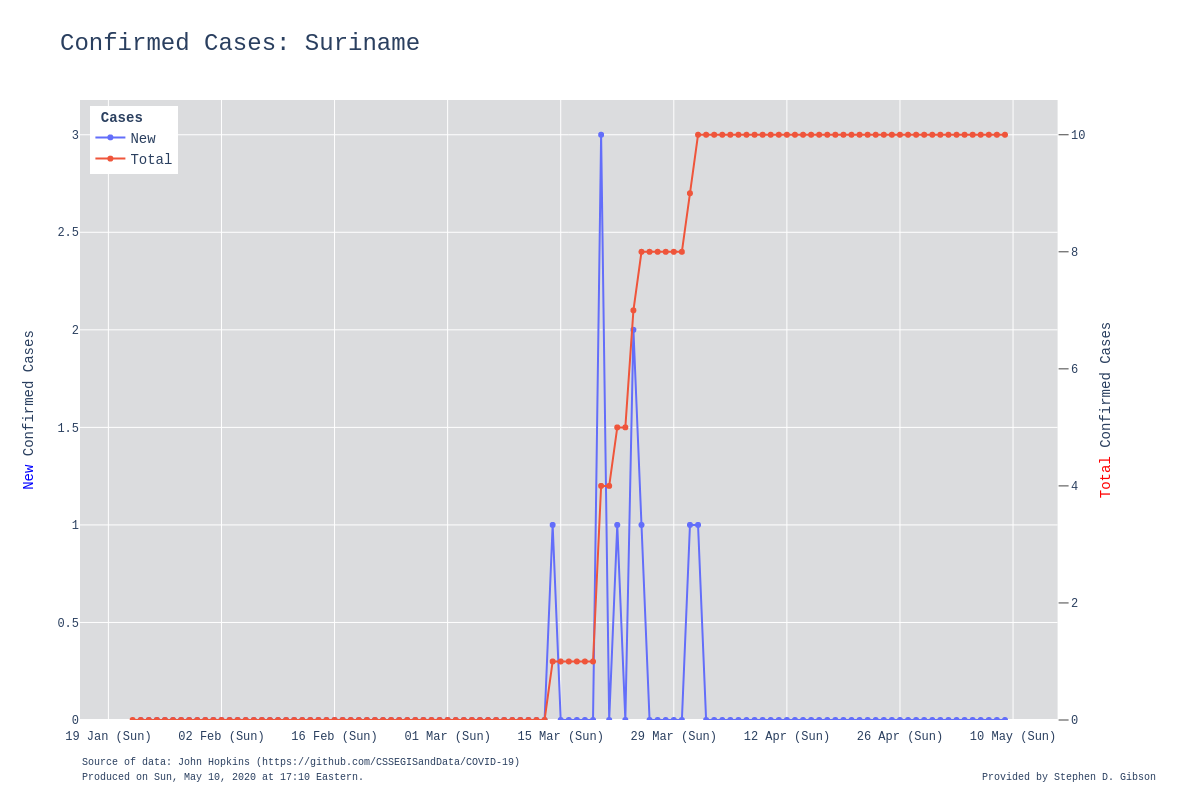 Confirmed Cases: Suriname
Cases
New
Total
3
2.5
2
1.5
1
0.5
0
New Confirmed Cases
10
8
6
4
2
0
Total Confirmed Cases
19 Jan (Sun) 02 Feb (Sun) 16 Feb (Sun) 01 Mar (Sun) 15 Mar (Sun) 29 Mar (Sun) 12 Apr (Sun) 26 Apr (Sun) 10 May (Sun)
Source of data: John Hopkins (https://github.com/CSSEGISandData/COVID-19)
Produced on Sun, May 10, 2020 at 17:10 Eastern.
Provided by Stephen D. Gibson